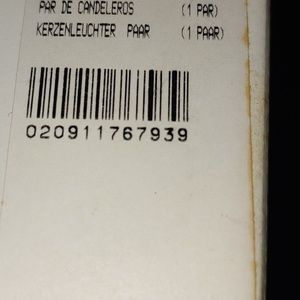 PAR DE CANDELEROS (1 PAR)
KERZENLEUCHTER PAAR (1 PAAR)
020911767939